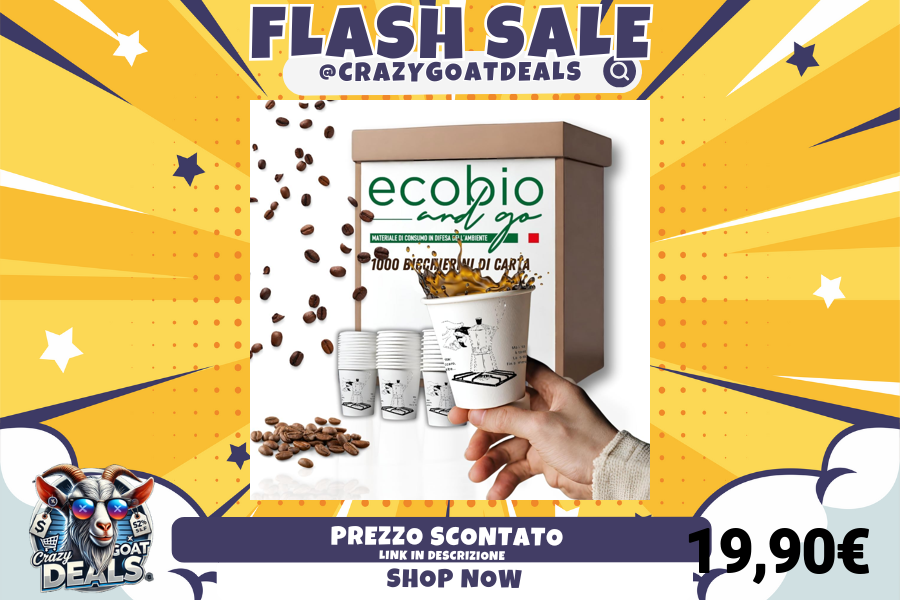 FLASH SALE
@CRAZYGOATDEALS
ecobio
and go
MATERIALE DI CONSUMO IN DIFESA DELL'AMBIENTE
1000 BICCHIERINI DI CARTA
$
52%
Crazy
GOAT
DEALS
PREZZO SCONTATO
LINK IN DESCRIZIONE
SHOP NOW
19,90€